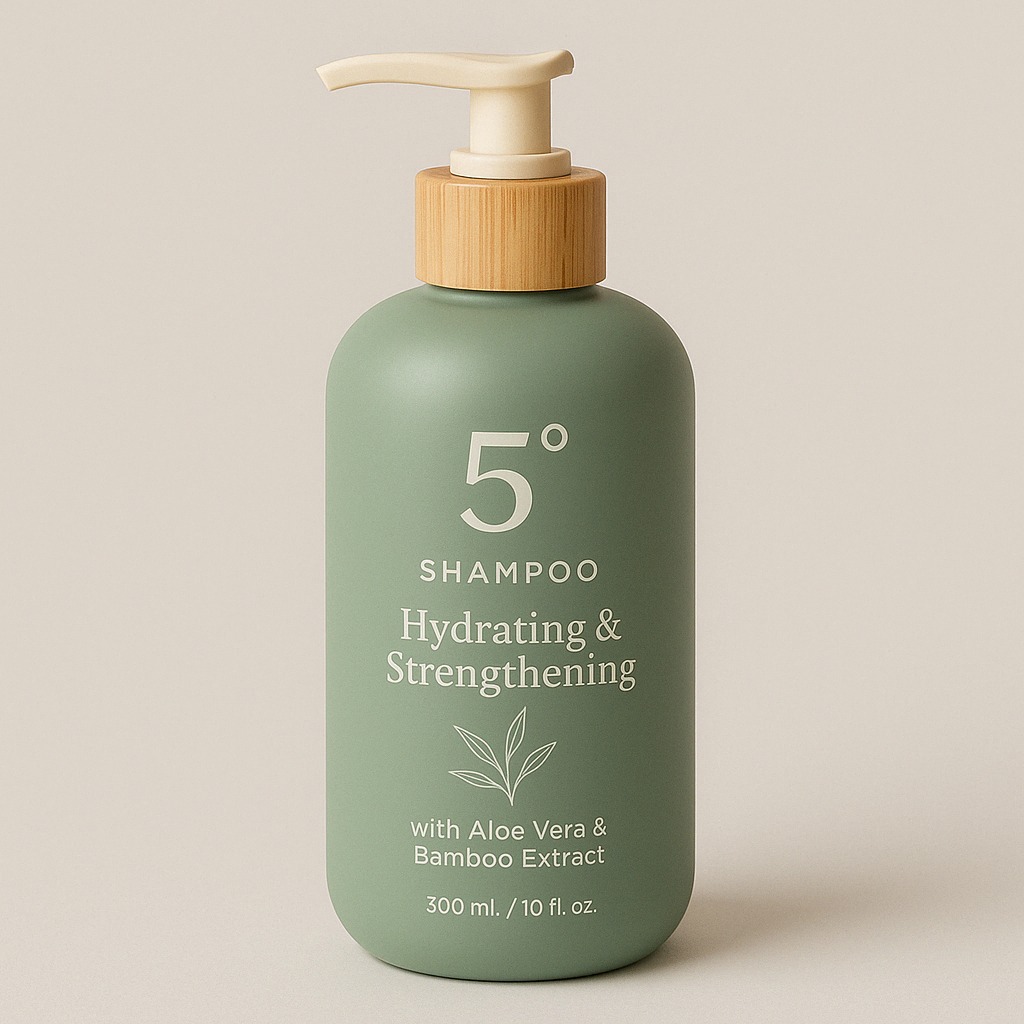 5°
SHAMPOO
Hydrating &
Strengthening
with Aloe Vera &
Bamboo Extract
300 ml. / 10 fl. oz.